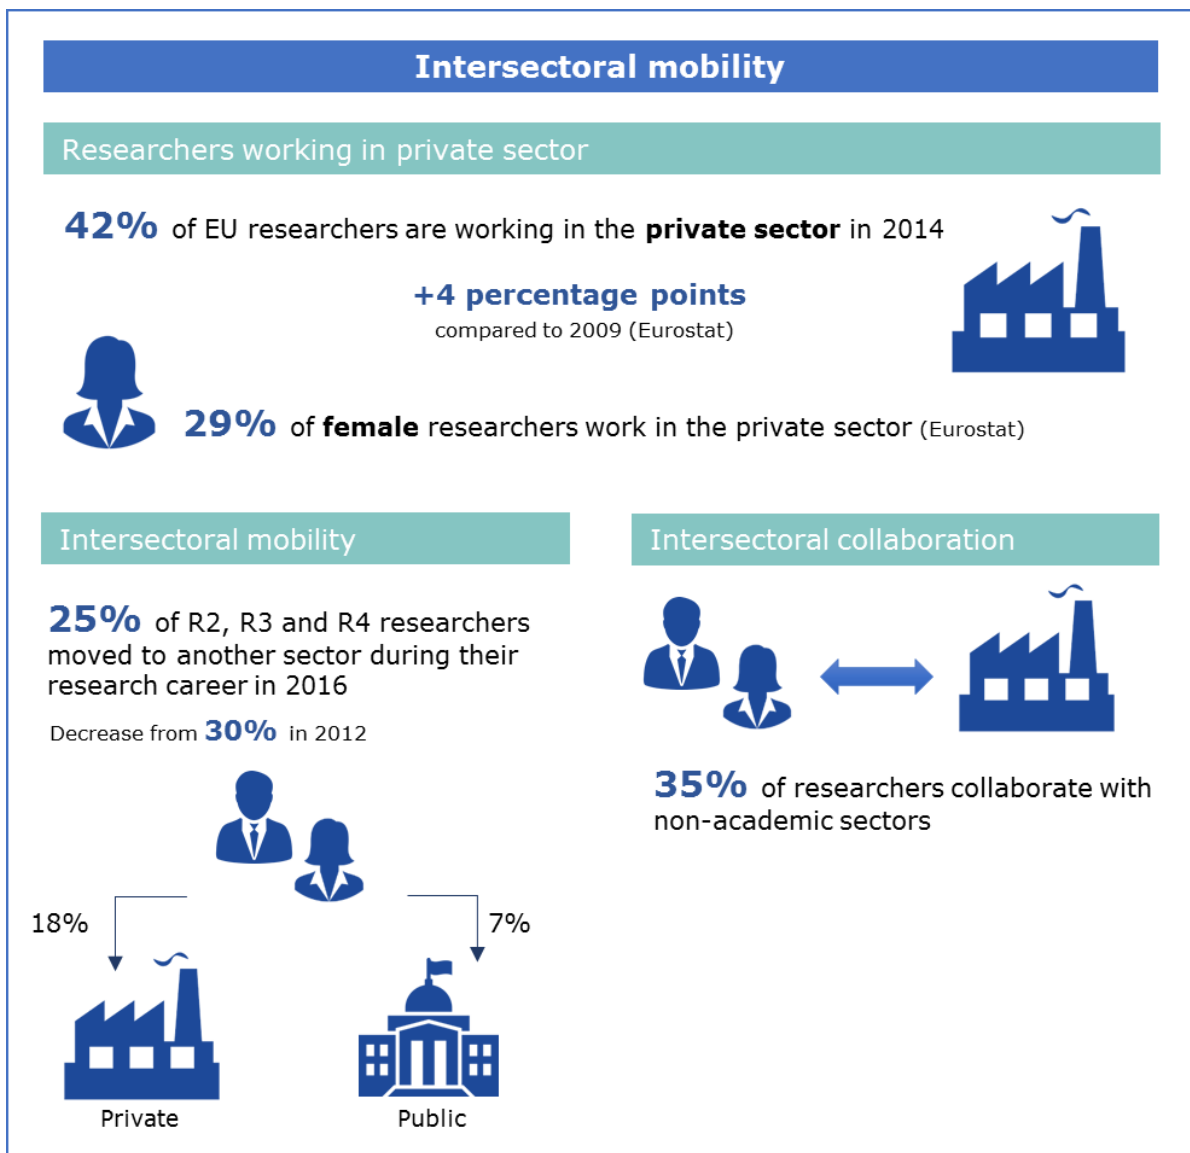 Intersectoral mobility
Researchers working in private sector
42% of EU researchers are working in the private sector in 2014
+4 percentage points
compared to 2009 (Eurostat)
29% of female researchers work in the private sector (Eurostat)
Intersectoral mobility
25% of R2, R3 and R4 researchers
moved to another sector during their
research career in 2016
Decrease from 30% in 2012
18%
7%
Private
Public
Intersectoral collaboration
35% of researchers collaborate with
non-academic sectors